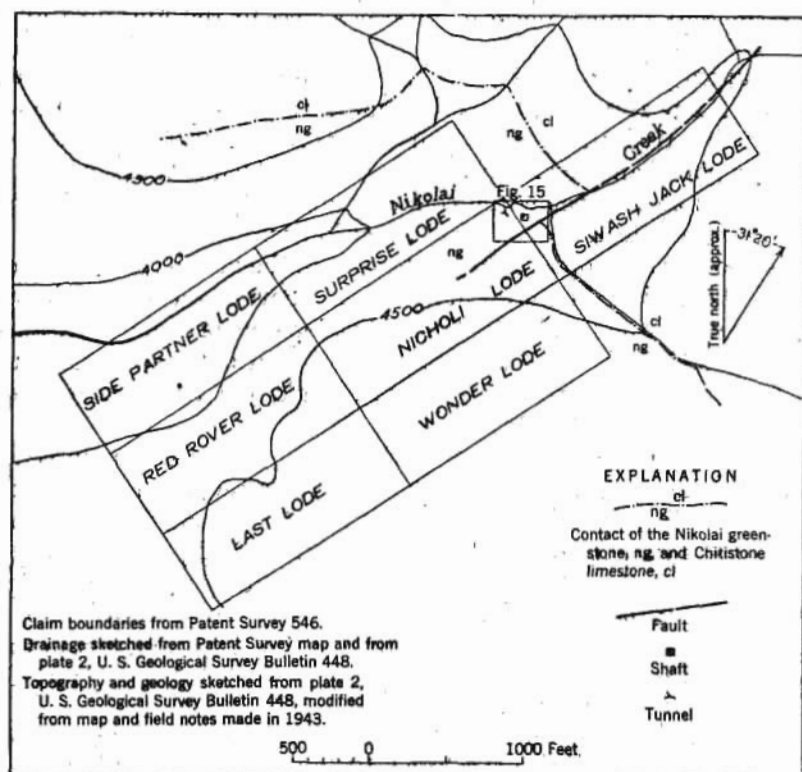 cl
ng
4500
cl
ng
Creek
Nikolai
Fig. 15
SIWASH JACK LODE
SURPRISE LODE
ng
4000
SIDE PARTNER LODE
4500
NICHOLI LODE
cl
ng
True north (approx.)
31°20'
RED ROVER LODE
WONDER LODE
LAST LODE
EXPLANATION
cl
ng
Contact of the Nikolai green-
stone, ng, and Chitistone
limestone, cl
Fault
Shaft
Tunnel
Claim boundaries from Patent Survey 546.
Drainage sketched from Patent Survey map and from
plate 2, U. S. Geological Survey Bulletin 448.
Topography and geology sketched from plate 2,
U. S. Geological Survey Bulletin 448, modified
from map and field notes made in 1943.
500 0 1000 Feet.